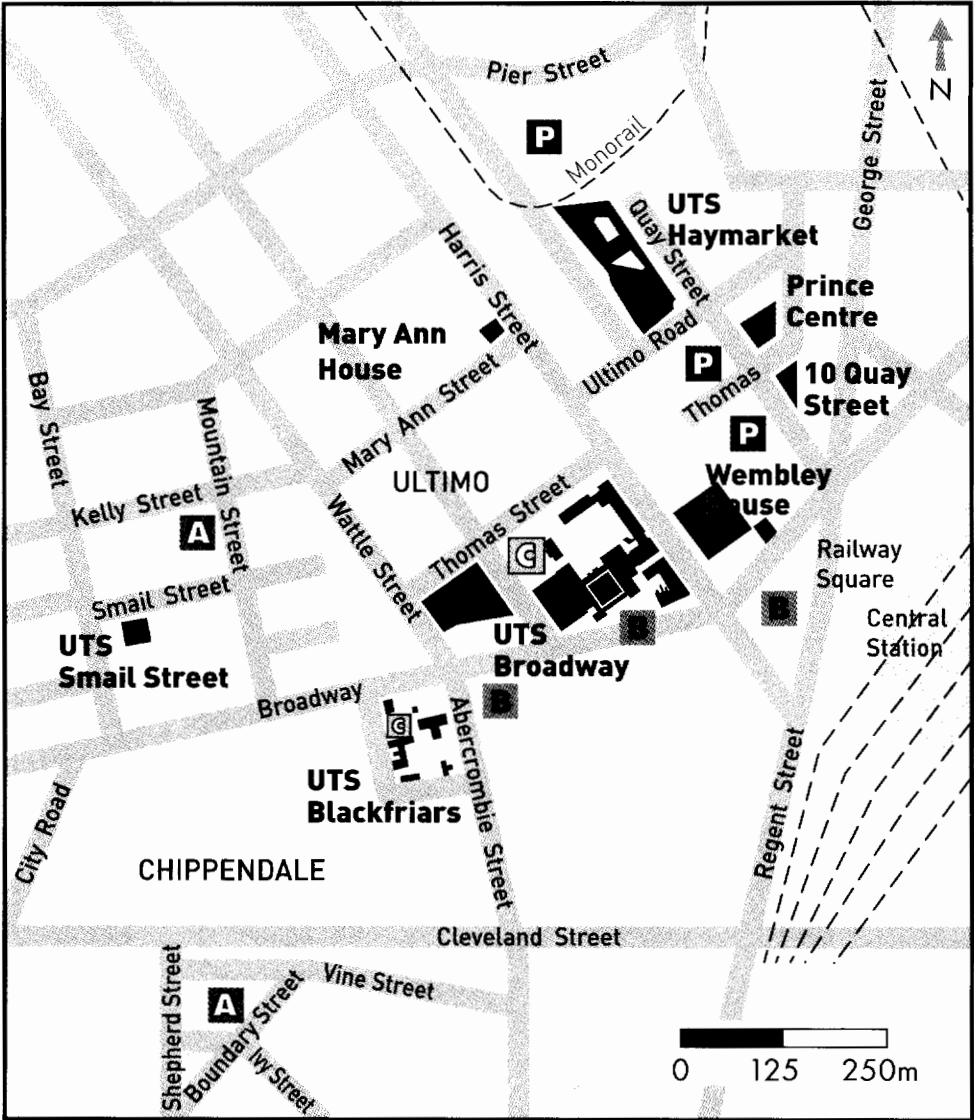 Pier Street
N
George Street
P
Monorail
UTS
Haymarket
Quay Street
Harris Street
Prince
Centre
Mary Ann
House
Ultimo Road
P
10 Quay
Street
Thomas
Bay Street
Mountain Street
Mary Ann Street
P
ULTIMO
Wembley
ouse
Kelly Street
A
Wattle Street
Thomas Street
C
Railway
Square
Smail Street
B
B
Central
Station
UTS
Smail Street
UTS
Broadway
Broadway
B
C
Abercrombie Street
UTS
Blackfriars
Regent Street
City Road
CHIPPENDALE
Cleveland Street
Shepherd Street
Vine Street
A
Boundary Street
Ivy Street
0 125 250m